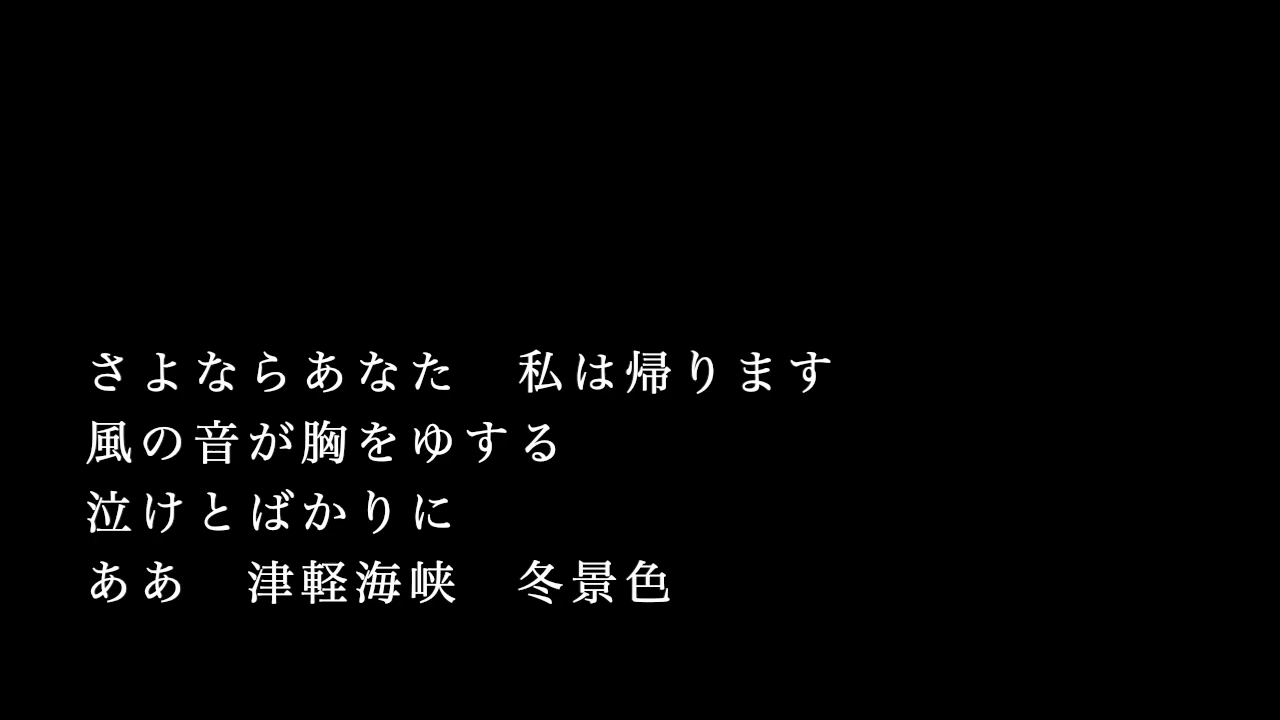 さよならあなた　私は帰ります
風の音が胸をゆする
泣けとばかりに
ああ　津軽海峡　冬景色